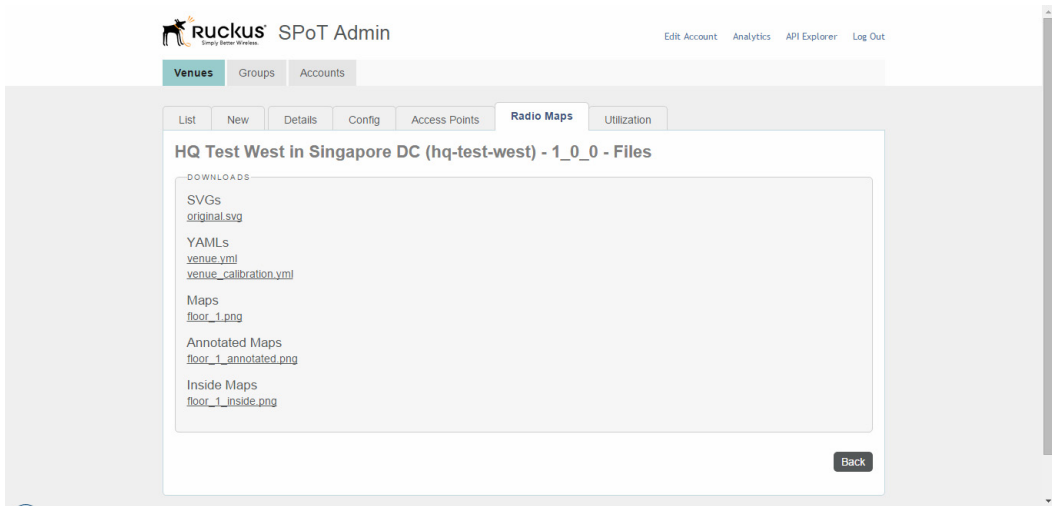 Ruckus SPoT Admin
Simply Better Wireless.
Edit Account Analytics API Explorer Log Out
Venues Groups Accounts
List New Details Config Access Points Radio Maps Utilization
HQ Test West in Singapore DC (hq-test-west) - 1_0_0 - Files
DOWNLOADS
SVGs
original.svg
YAMLs
venue.yml
venue_calibration.yml
Maps
floor_1.png
Annotated Maps
floor_1_annotated.png
Inside Maps
floor_1_inside.png
Back